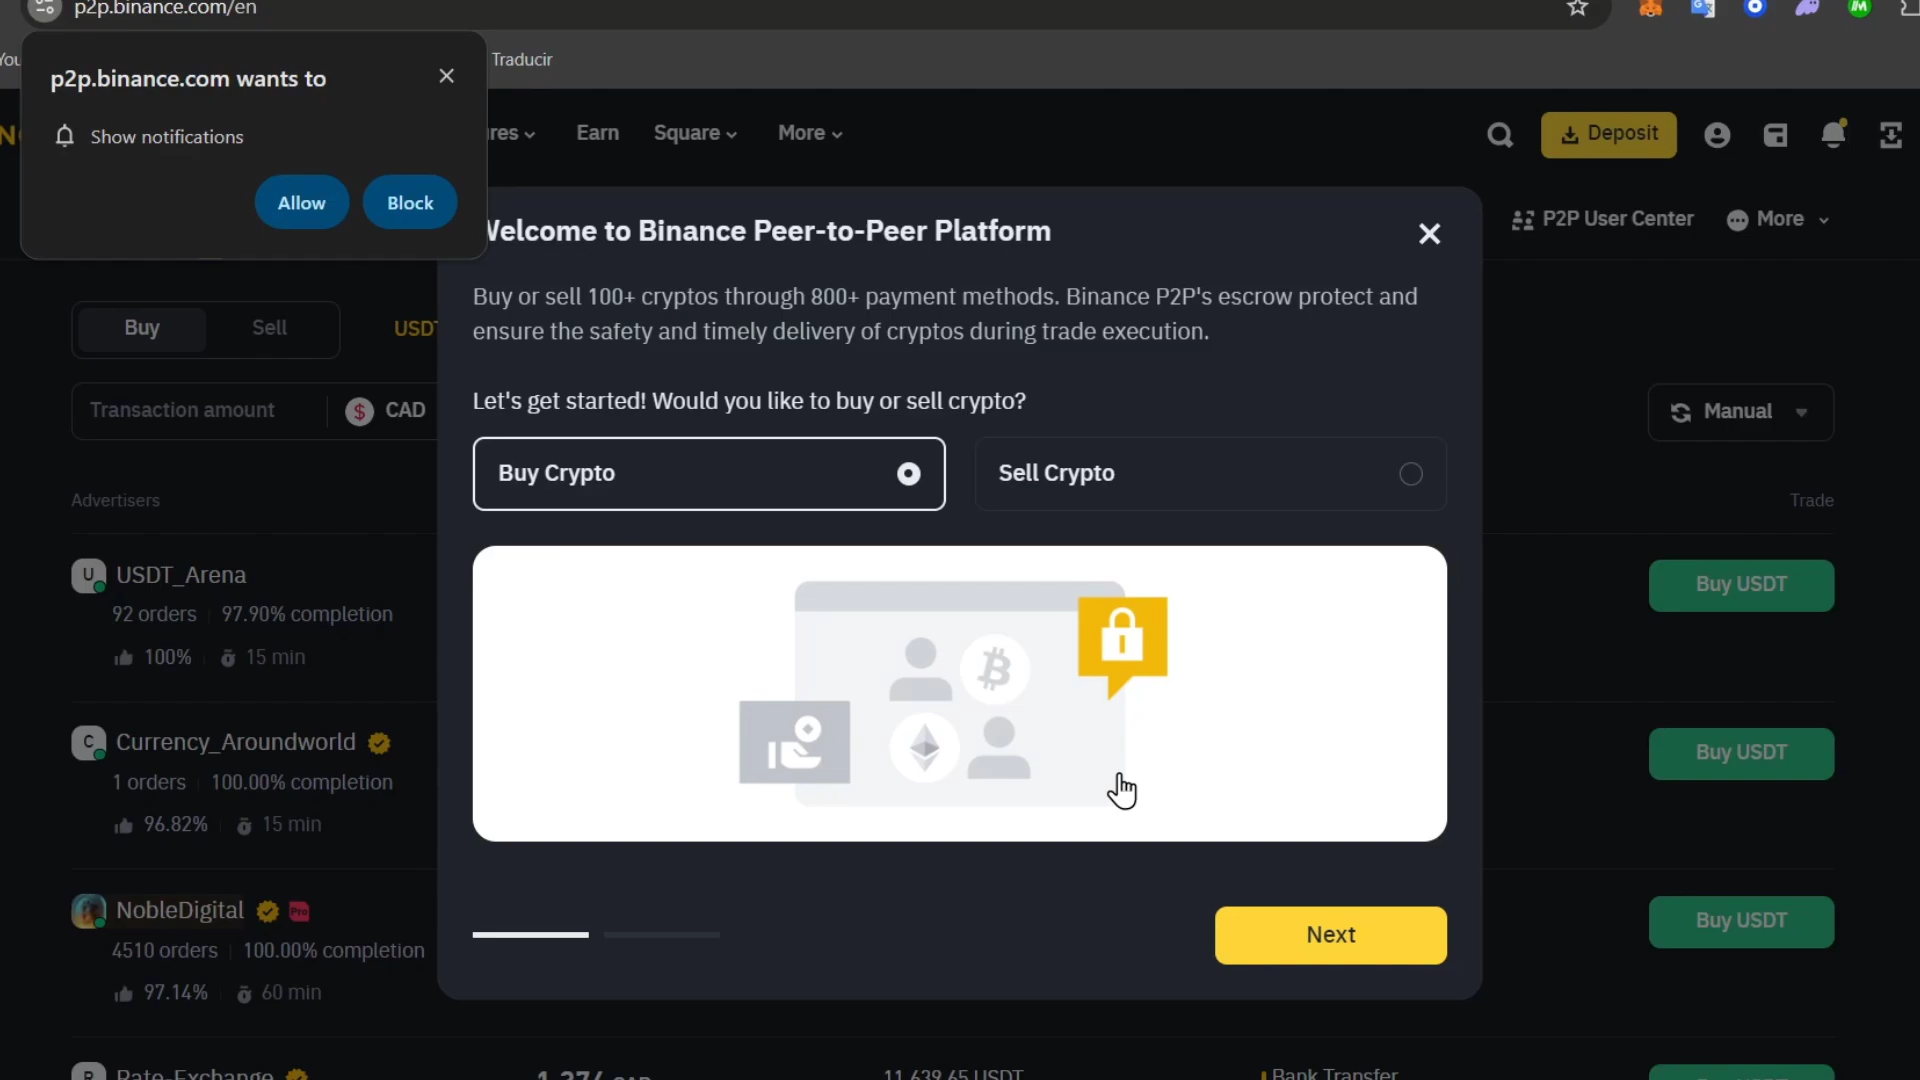 p2p.binance.com/en
Traducir
p2p.binance.com wants to
Show notifications
Allow
Block
Earn
Square
More
Deposit
P2P User Center
More
Welcome to Binance Peer-to-Peer Platform
Buy or sell 100+ cryptos through 800+ payment methods. Binance P2P's escrow protect and
ensure the safety and timely delivery of cryptos during trade execution.
Let's get started! Would you like to buy or sell crypto?
Buy Crypto
Sell Crypto
Next
Buy
Sell
USDT
Transaction amount
$ CAD
Manual
Advertisers
Trade
U USDT_Arena
92 orders 97.90% completion
100% 15 min
Buy USDT
C Currency_Aroundworld
1 orders 100.00% completion
96.82% 15 min
Buy USDT
NobleDigital Pro
4510 orders 100.00% completion
97.14% 60 min
Buy USDT
Rate-Exchange
11,639.65 USDT
Bank Transfer